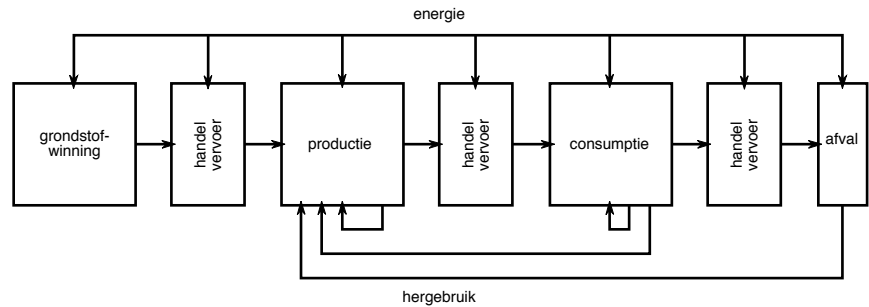 energie
grondstof-
winning
handel
vervoer
productie
handel
vervoer
consumptie
handel
vervoer
afval
hergebruik